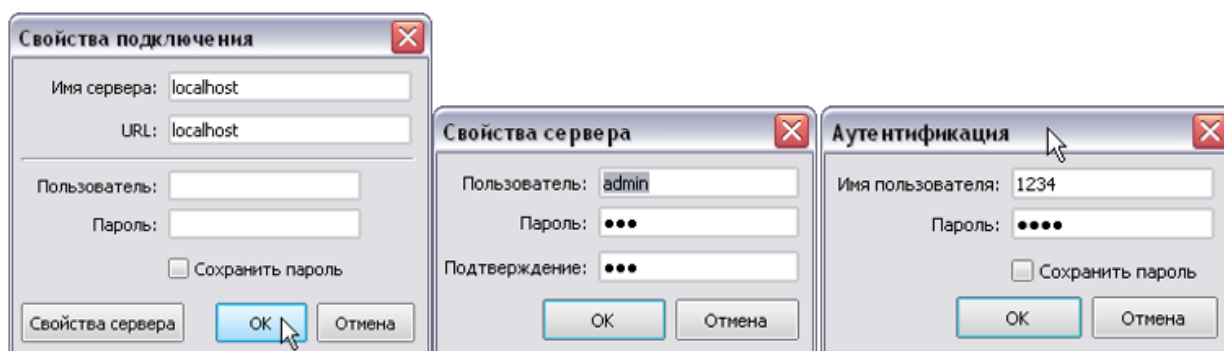 Свойства подключения
Имя сервера: localhost
URL: localhost
Пользователь:
Пароль:
Сохранить пароль
Свойства сервера OK Отмена
Свойства сервера
Пользователь: admin
Пароль: ●●●
Подтверждение: ●●●
OK Отмена
Аутентификация
Имя пользователя: 1234
Пароль: ●●●●
Сохранить пароль
OK Отмена